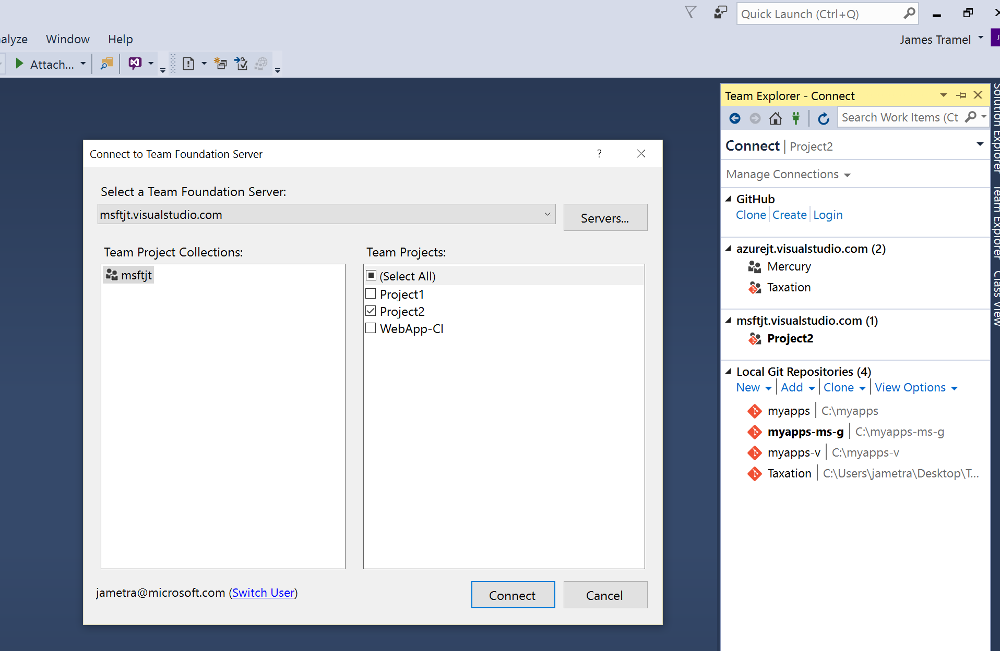 Quick Launch (Ctrl+Q)
alyze Window Help
James Tramel
Attach...
Team Explorer - Connect
Search Work Items (Ct
Connect | Project2
Manage Connections
GitHub
Clone Create Login
azurejt.visualstudio.com (2)
Mercury
Taxation
msftjt.visualstudio.com (1)
Project2
Local Git Repositories (4)
New Add Clone View Options
myapps C:\myapps
myapps-ms-g C:\myapps-ms-g
myapps-v C:\myapps-v
Taxation C:\Users\jametra\Desktop\T...
Solution Explorer
Team Explorer
Class View
Connect to Team Foundation Server
?
Select a Team Foundation Server:
msftjt.visualstudio.com
Servers...
Team Project Collections:
msftjt
Team Projects:
(Select All)
Project1
Project2
WebApp-CI
jametra@microsoft.com (Switch User)
Connect
Cancel